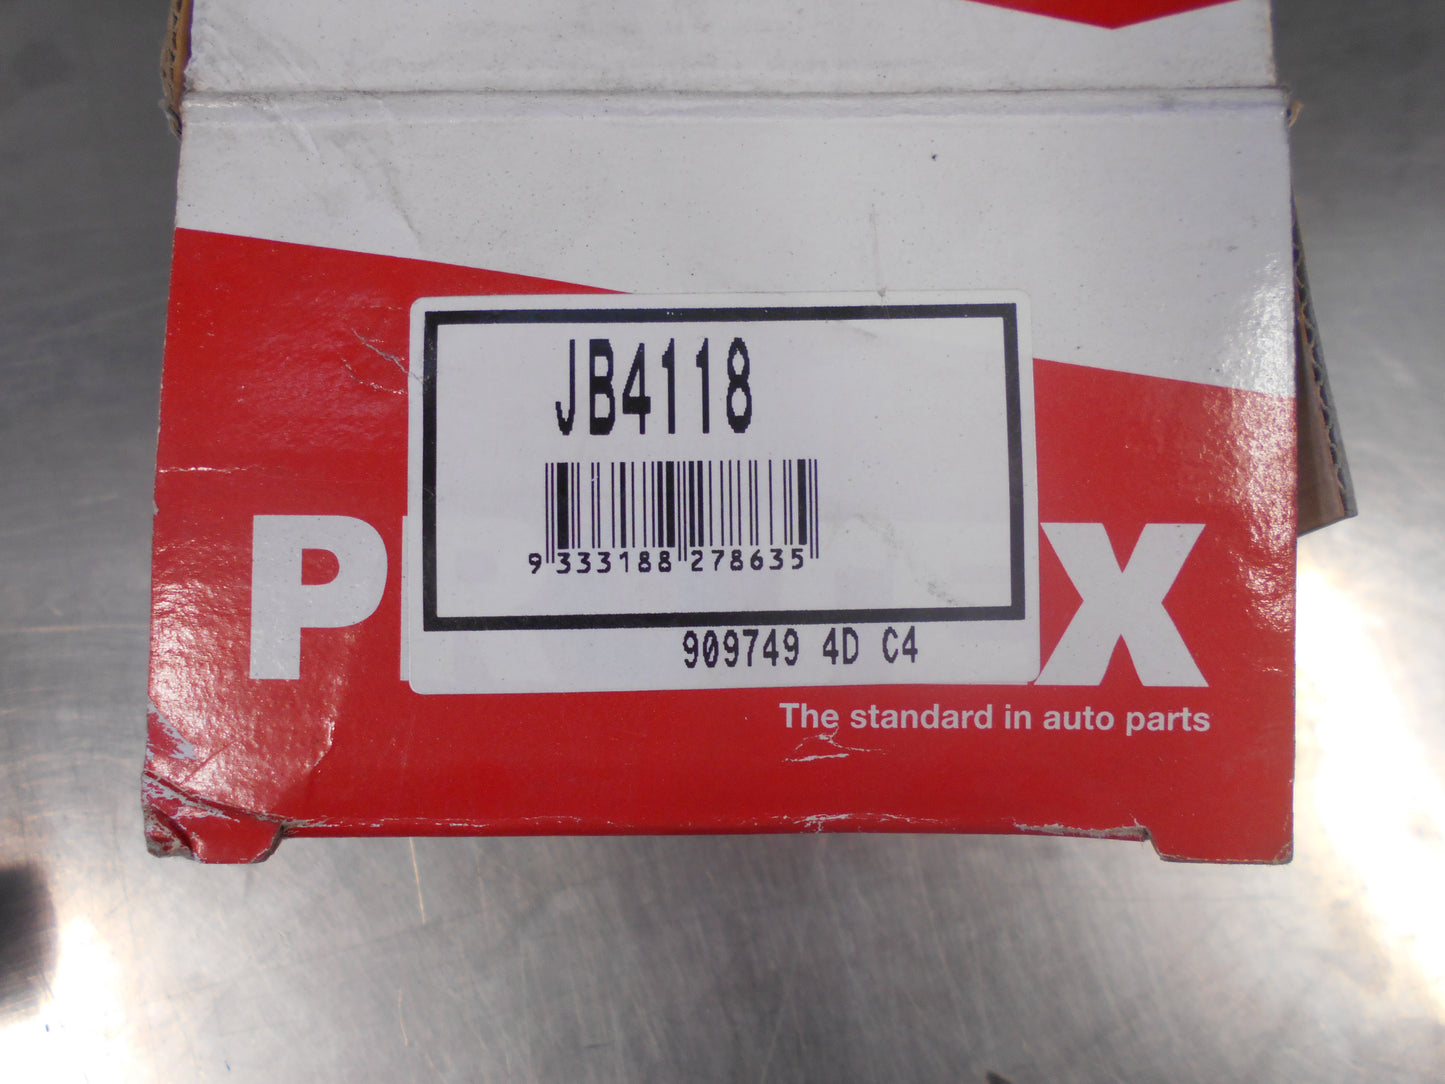 JB4118
9 333188 278635
909749 4D C4
The standard in auto parts